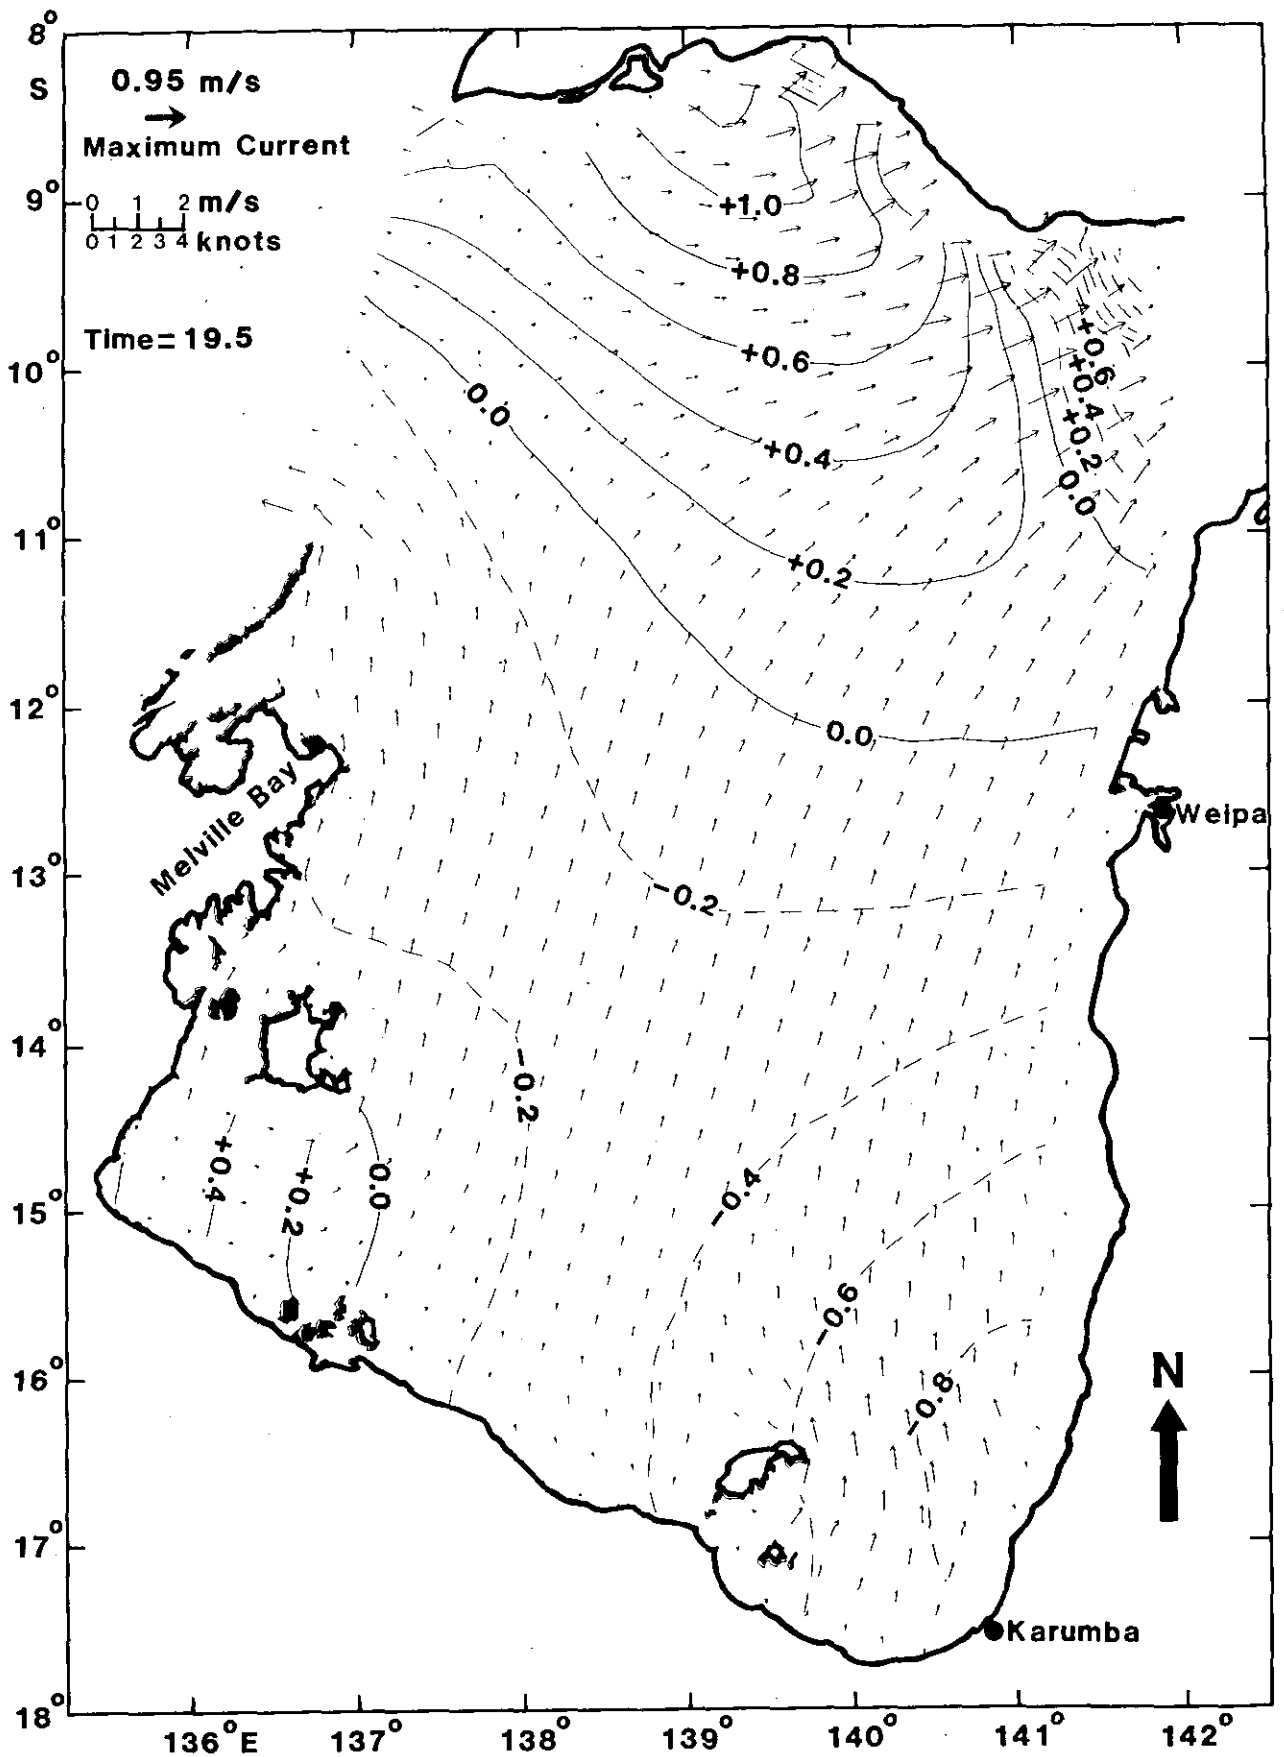 8°
S
0.95 m/s
Maximum Current
9°
0 1 2 m/s
0 1 2 3 4 knots
+1.0
+0.8
Time=19.5
+0.6
+0.6
10°
+0.4
0.0
+0.2
+0.4
0.0
11°
+0.2
12°
0.0
Melville Bay
Weipa
13°
-0.2
14°
-0.2
+0.4
+0.2
0.0
-0.4
15°
-0.6
16°
-0.8
N
17°
Karumba
18°
136°E 137° 138° 139° 140° 141° 142°